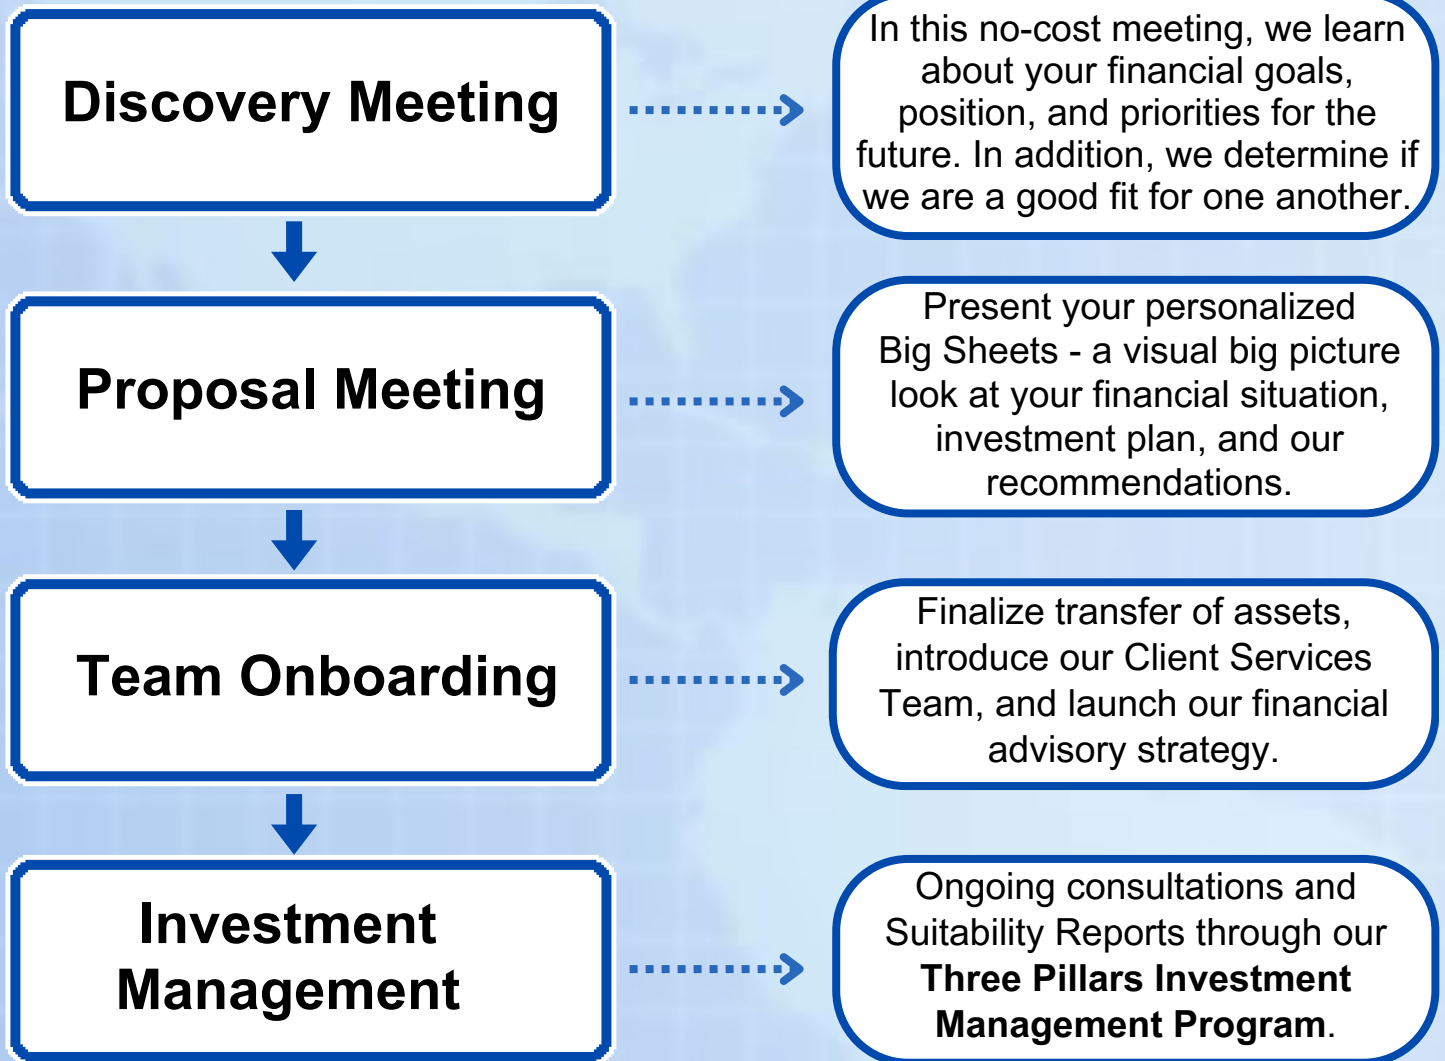 Discovery Meeting
In this no-cost meeting, we learn
about your financial goals,
position, and priorities for the
future. In addition, we determine if
we are a good fit for one another.
Proposal Meeting
Present your personalized
Big Sheets - a visual big picture
look at your financial situation,
investment plan, and our
recommendations.
Team Onboarding
Finalize transfer of assets,
introduce our Client Services
Team, and launch our financial
advisory strategy.
Investment
Management
Ongoing consultations and
Suitability Reports through our
Three Pillars Investment
Management Program.